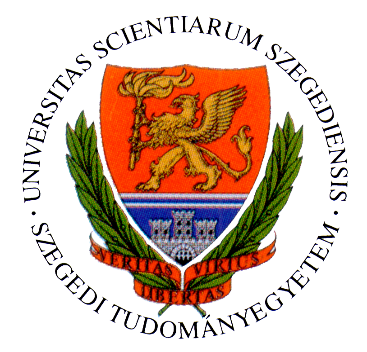 UNIVERSITAS SCIENTIARUM SZEGEDIENSIS
· SZEGEDI TUDOMÁNYEGYETEM ·
VERITAS VIRTUS
LIBERTAS